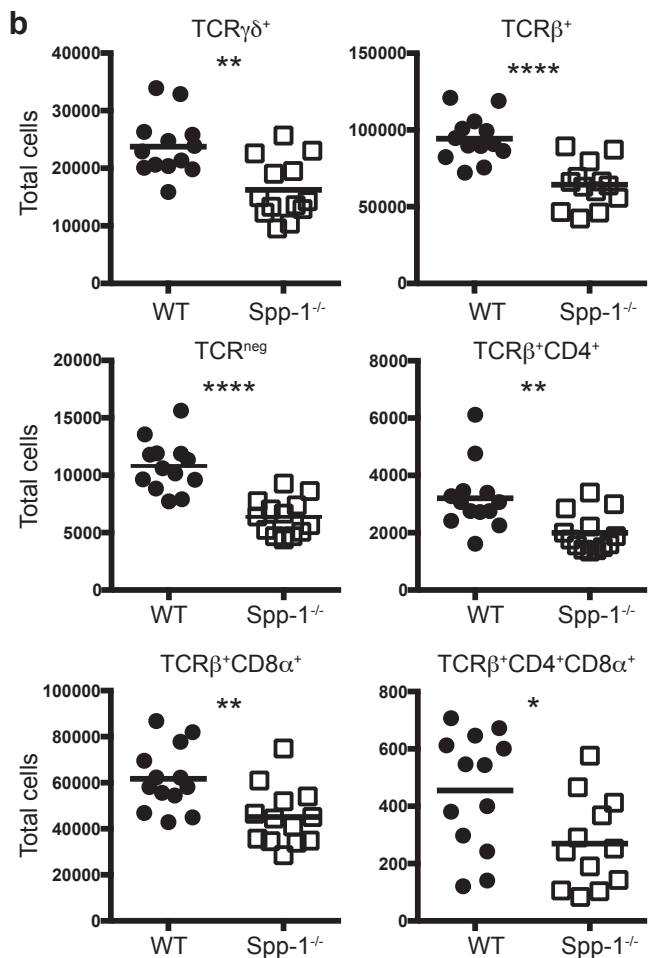 b
TCRγδ⁺
**
40000
30000
20000
10000
0
Total cells
WT
Spp-1⁻/⁻
TCRβ⁺
****
150000
100000
50000
0
WT
Spp-1⁻/⁻
TCRⁿᵉᵍ
****
20000
15000
10000
5000
0
Total cells
WT
Spp-1⁻/⁻
TCRβ⁺CD4⁺
**
8000
6000
4000
2000
0
WT
Spp-1⁻/⁻
TCRβ⁺CD8α⁺
**
100000
80000
60000
40000
20000
0
Total cells
WT
Spp-1⁻/⁻
TCRβ⁺CD4⁺CD8α⁺
*
800
600
400
200
0
WT
Spp-1⁻/⁻